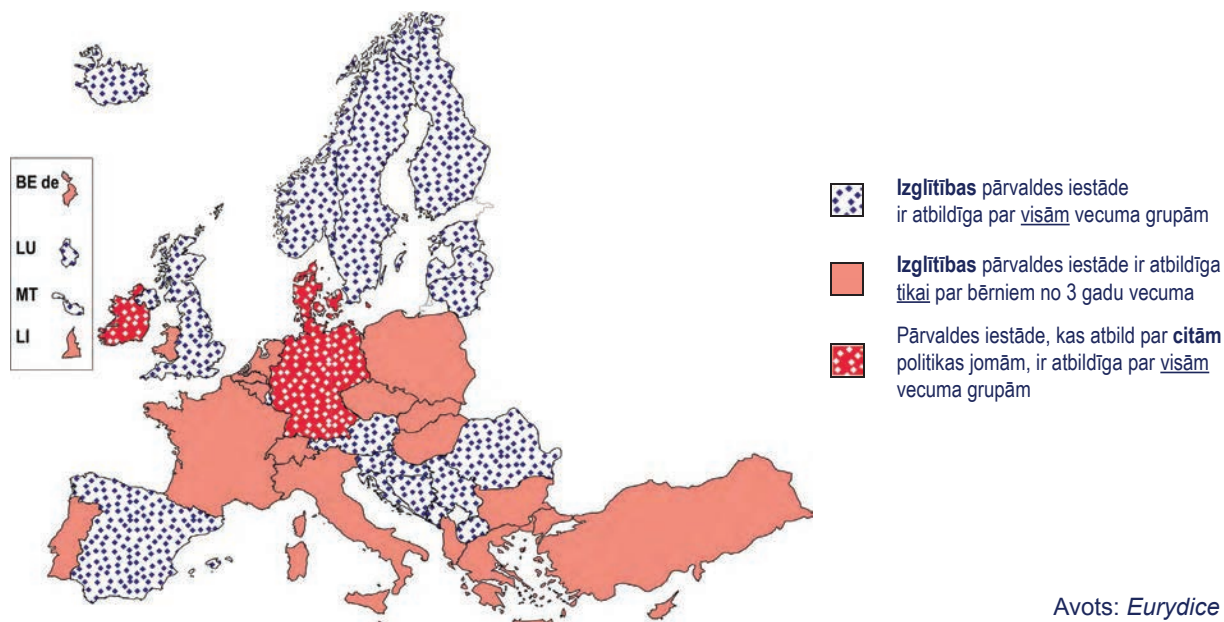 BE de
LU
MT
LI
Izglītības pārvaldes iestāde
ir atbildīga par visām vecuma grupām
Izglītības pārvaldes iestāde ir atbildīga
tikai par bērniem no 3 gadu vecuma
Pārvaldes iestāde, kas atbild par citām
politikas jomām, ir atbildīga par visām
vecuma grupām
Avots: Eurydice